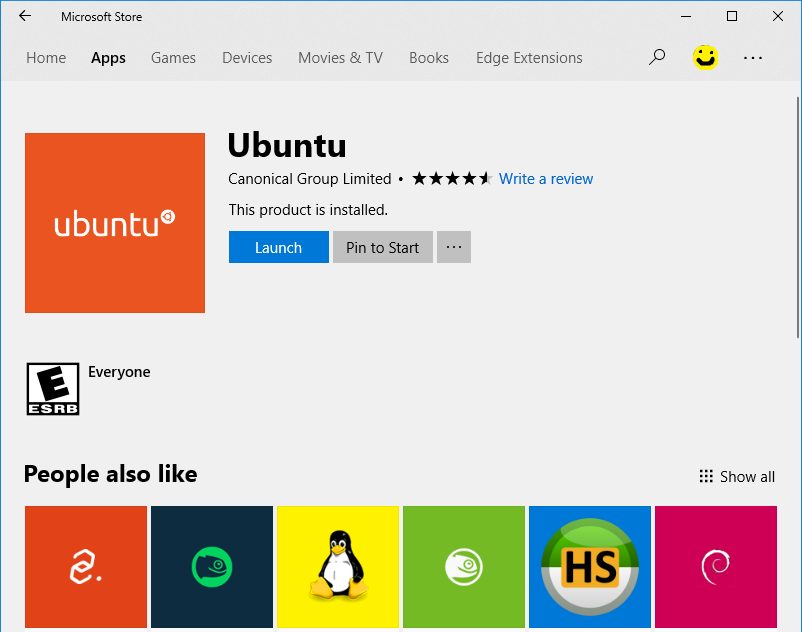 Microsoft Store
Home Apps Games Devices Movies & TV Books Edge Extensions
ubuntu
Ubuntu
Canonical Group Limited • Write a review
This product is installed.
Launch Pin to Start
E
ESRB
Everyone
People also like
Show all
HS